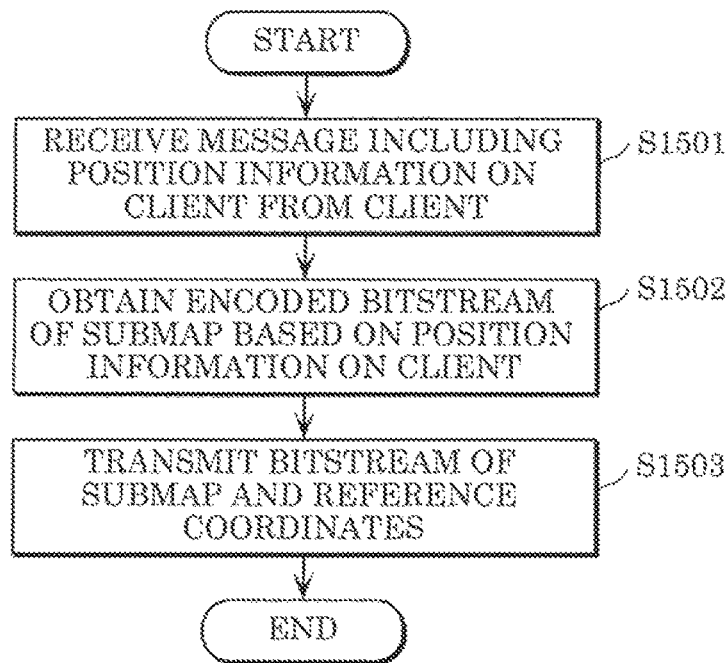 START
RECEIVE MESSAGE INCLUDING
POSITION INFORMATION ON
CLIENT FROM CLIENT
S1501
OBTAIN ENCODED BITSTREAM
OF SUBMAP BASED ON POSITION
INFORMATION ON CLIENT
S1502
TRANSMIT BITSTREAM OF
SUBMAP AND REFERENCE
COORDINATES
S1503
END